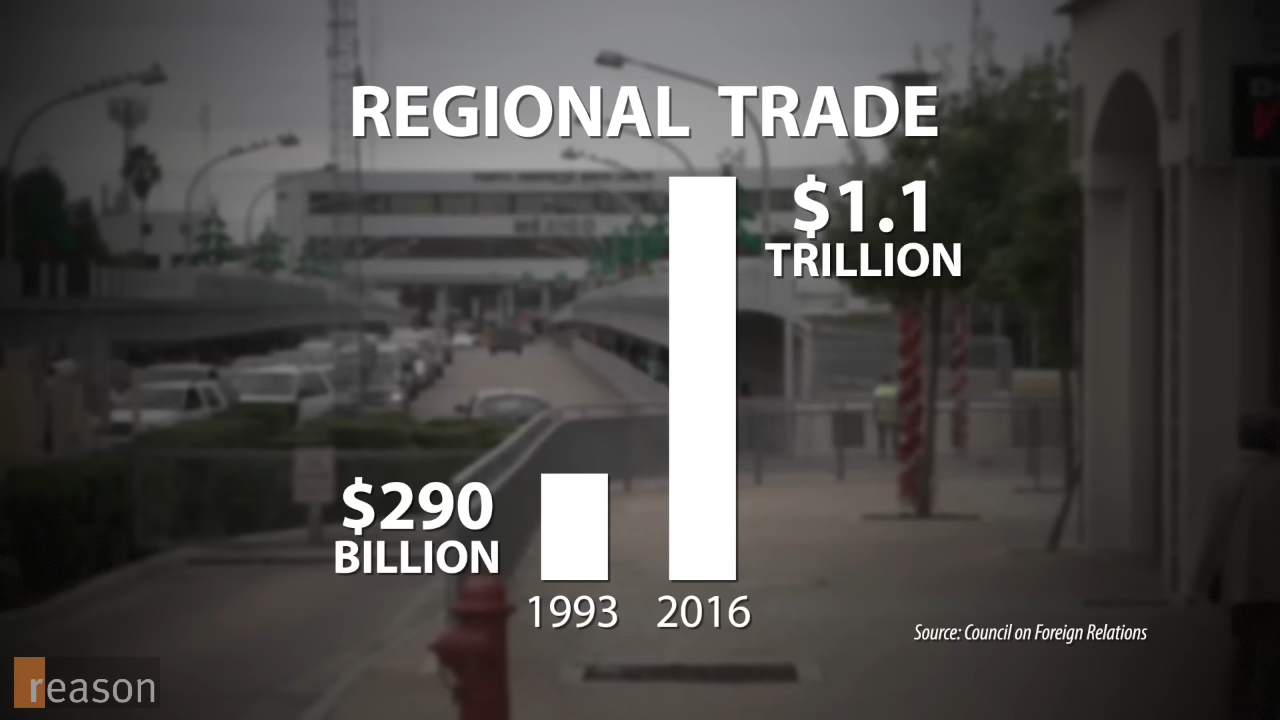 REGIONAL TRADE
$1.1
TRILLION
$290
BILLION
1993 2016
Source: Council on Foreign Relations
reason